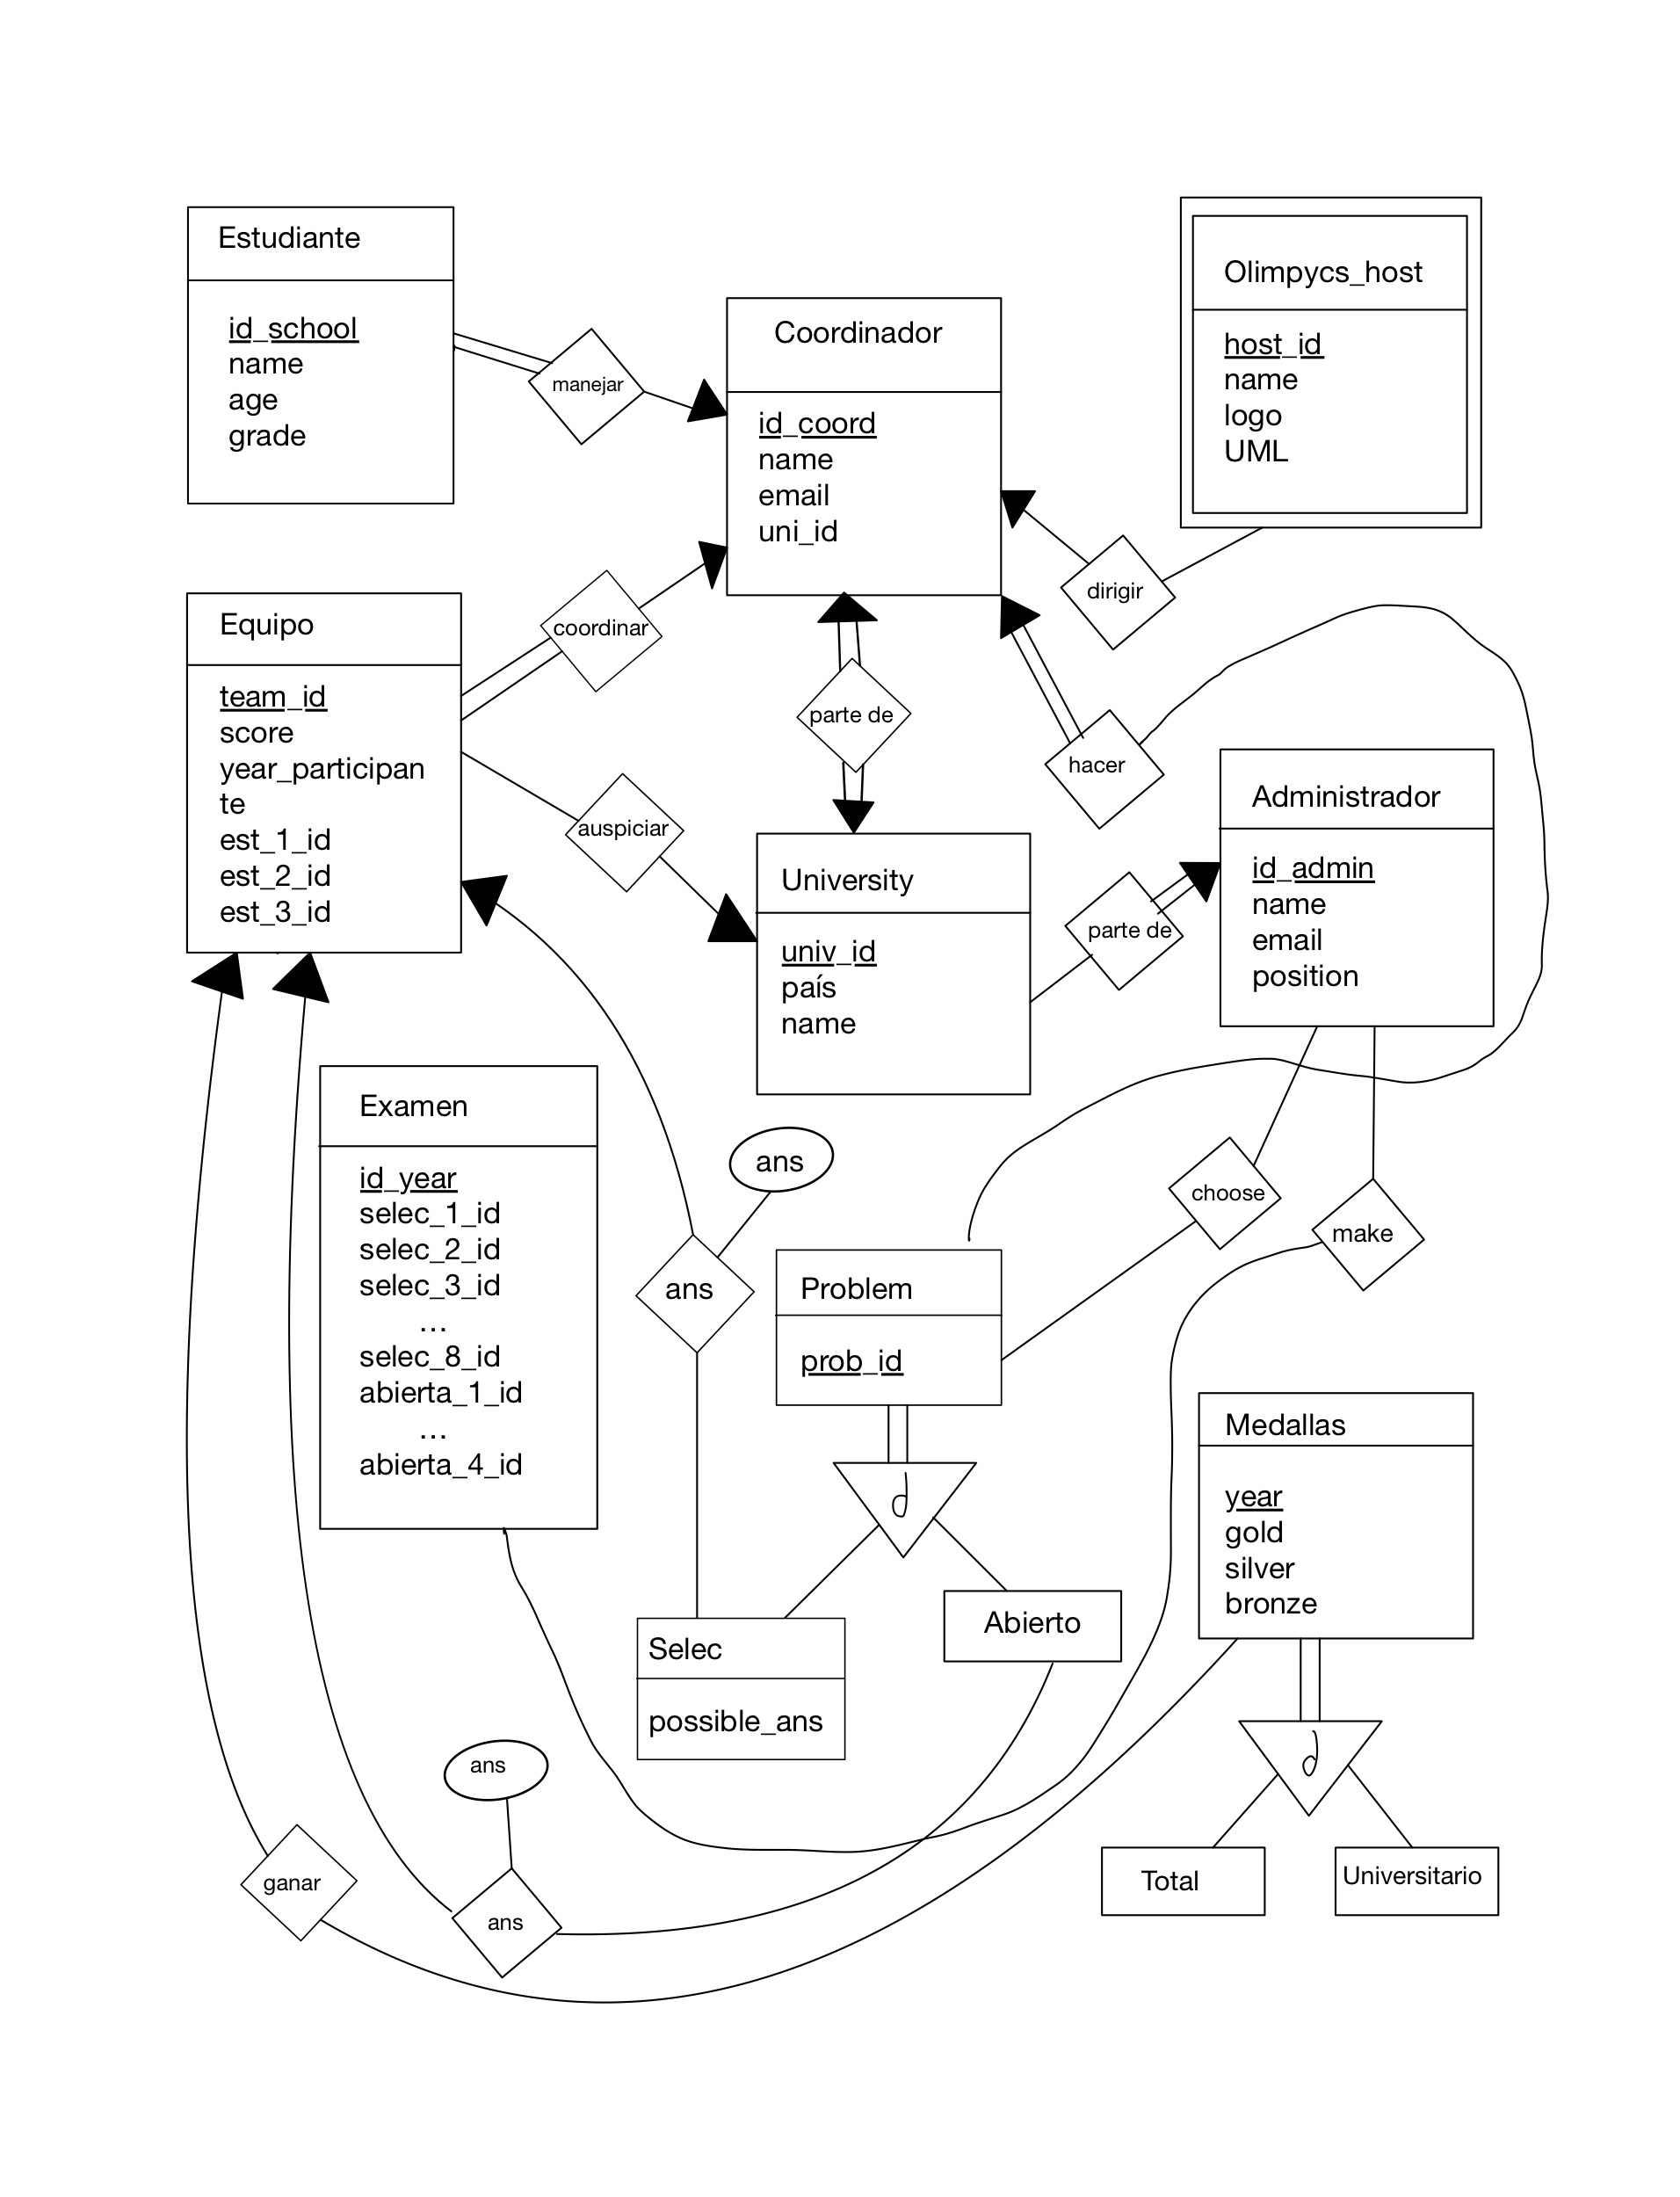 Estudiante
id_school
name
age
grade
manejar
Coordinador
id_coord
name
email
uni_id
Olimpycs_host
host_id
name
logo
UML
dirigir
Equipo
team_id
score
year_participan
te
est_1_id
est_2_id
est_3_id
coordinar
parte de
hacer
auspiciar
University
univ_id
país
name
parte de
Administrador
id_admin
name
email
position
Examen
id_year
selec_1_id
selec_2_id
selec_3_id
...
selec_8_id
abierta_1_id
...
abierta_4_id
ans
ans
choose
make
Problem
prob_id
d
Selec
possible_ans
Abierto
Medallas
year
gold
silver
bronze
d
Total
Universitario
ans
ganar
ans